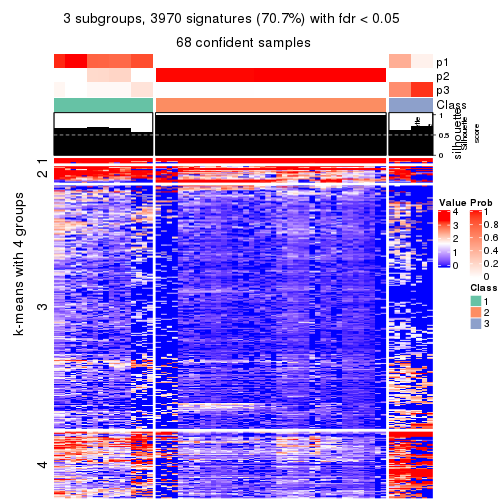 3 subgroups, 3970 signatures (70.7%) with fdr < 0.05
68 confident samples
p1
p2
p3
Class
1
0.5
0
silhouette
Silhouette
score
k-means with 4 groups
1
2
3
4
Value
4
3
2
1
0
Prob
1
0.8
0.6
0.4
0.2
0
Class
1
2
3